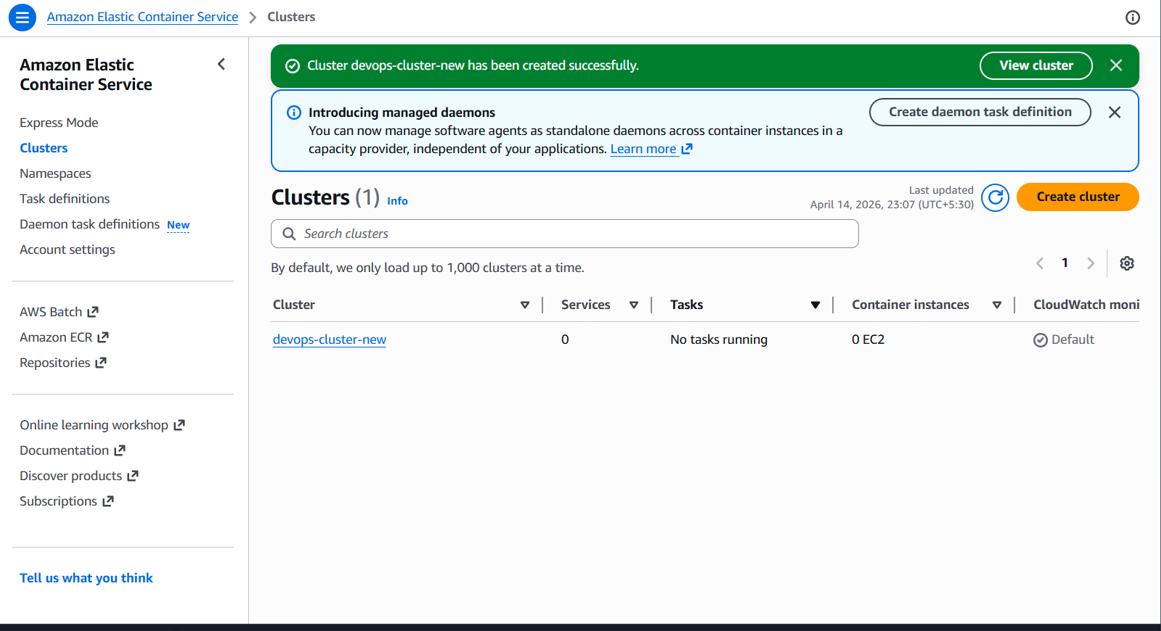 Amazon Elastic Container Service > Clusters
Amazon Elastic
Container Service
Express Mode
Clusters
Namespaces
Task definitions
Daemon task definitions New
Account settings
AWS Batch
Amazon ECR
Repositories
Online learning workshop
Documentation
Discover products
Subscriptions
Tell us what you think
Cluster devops-cluster-new has been created successfully.
View cluster
Introducing managed daemons
You can now manage software agents as standalone daemons across container instances in a
capacity provider, independent of your applications. Learn more
Create daemon task definition
Clusters (1) Info
Last updated
April 14, 2026, 23:07 (UTC+5:30)
Create cluster
Search clusters
By default, we only load up to 1,000 clusters at a time.
1
Cluster Services Tasks Container instances CloudWatch moni
devops-cluster-new 0 No tasks running 0 EC2 Default